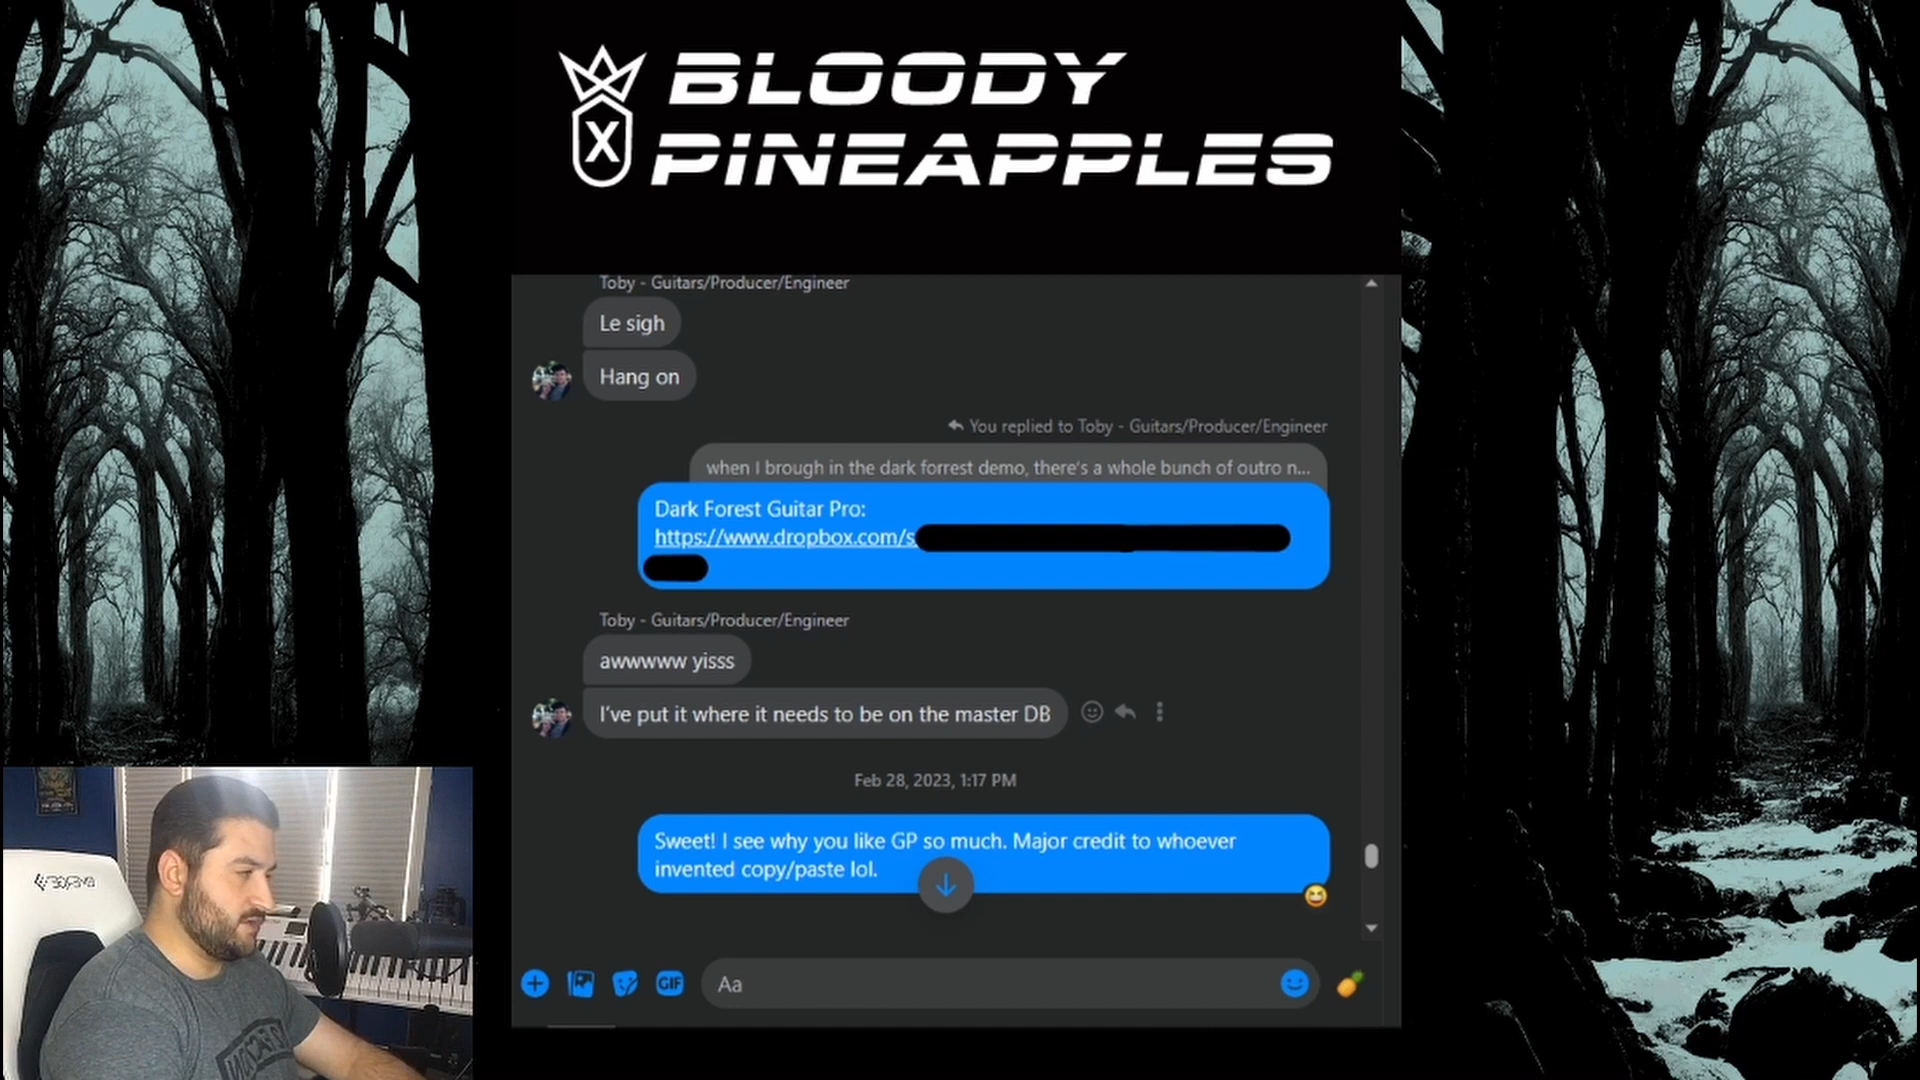 BLOODY
PINEAPPLES
X
Toby - Guitars/Producer/Engineer
Le sigh
Hang on
You replied to Toby - Guitars/Producer/Engineer
when I brough in the dark forrest demo, there's a whole bunch of outro n...
Dark Forest Guitar Pro:
https://www.dropbox.com/s
Toby - Guitars/Producer/Engineer
awwwww yisss
I've put it where it needs to be on the master DB
Feb 28, 2023, 1:17 PM
Sweet! I see why you like GP so much. Major credit to whoever
invented copy/paste lol.
GIF
Aa